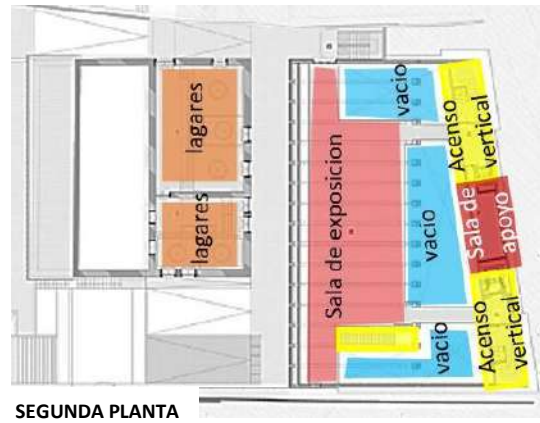 lagares
lagares
Sala de exposicion
vacio
vacio
vacio
Acenso
vertical
Sala de
apoyo
Acenso
vertical
SEGUNDA PLANTA